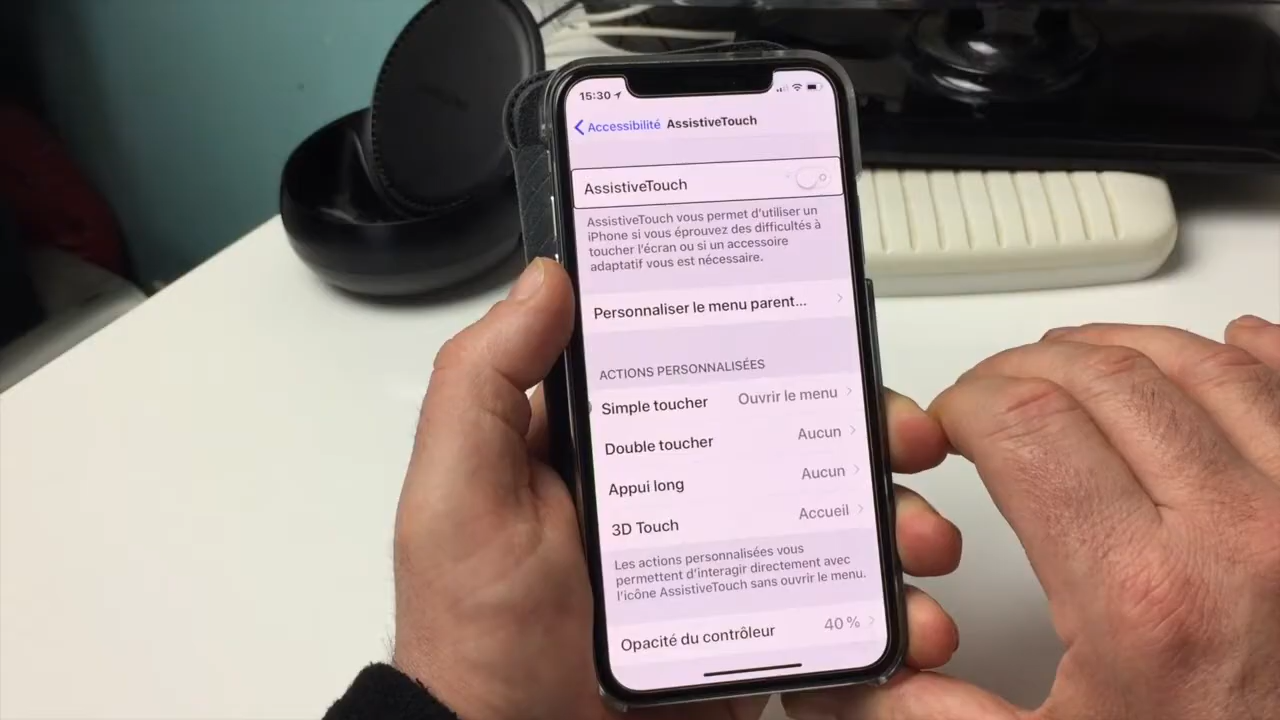 15:30
Accessibilité AssistiveTouch
AssistiveTouch
AssistiveTouch vous permet d'utiliser un
iPhone si vous éprouvez des difficultés à
toucher l'écran ou si un accessoire
adaptatif vous est nécessaire.
Personnaliser le menu parent...
ACTIONS PERSONNALISÉES
Simple toucher Ouvrir le menu
Double toucher Aucun
Appui long Aucun
3D Touch Accueil
Les actions personnalisées vous
permettent d'interagir directement avec
l'icône AssistiveTouch sans ouvrir le menu.
Opacité du contrôleur 40 %